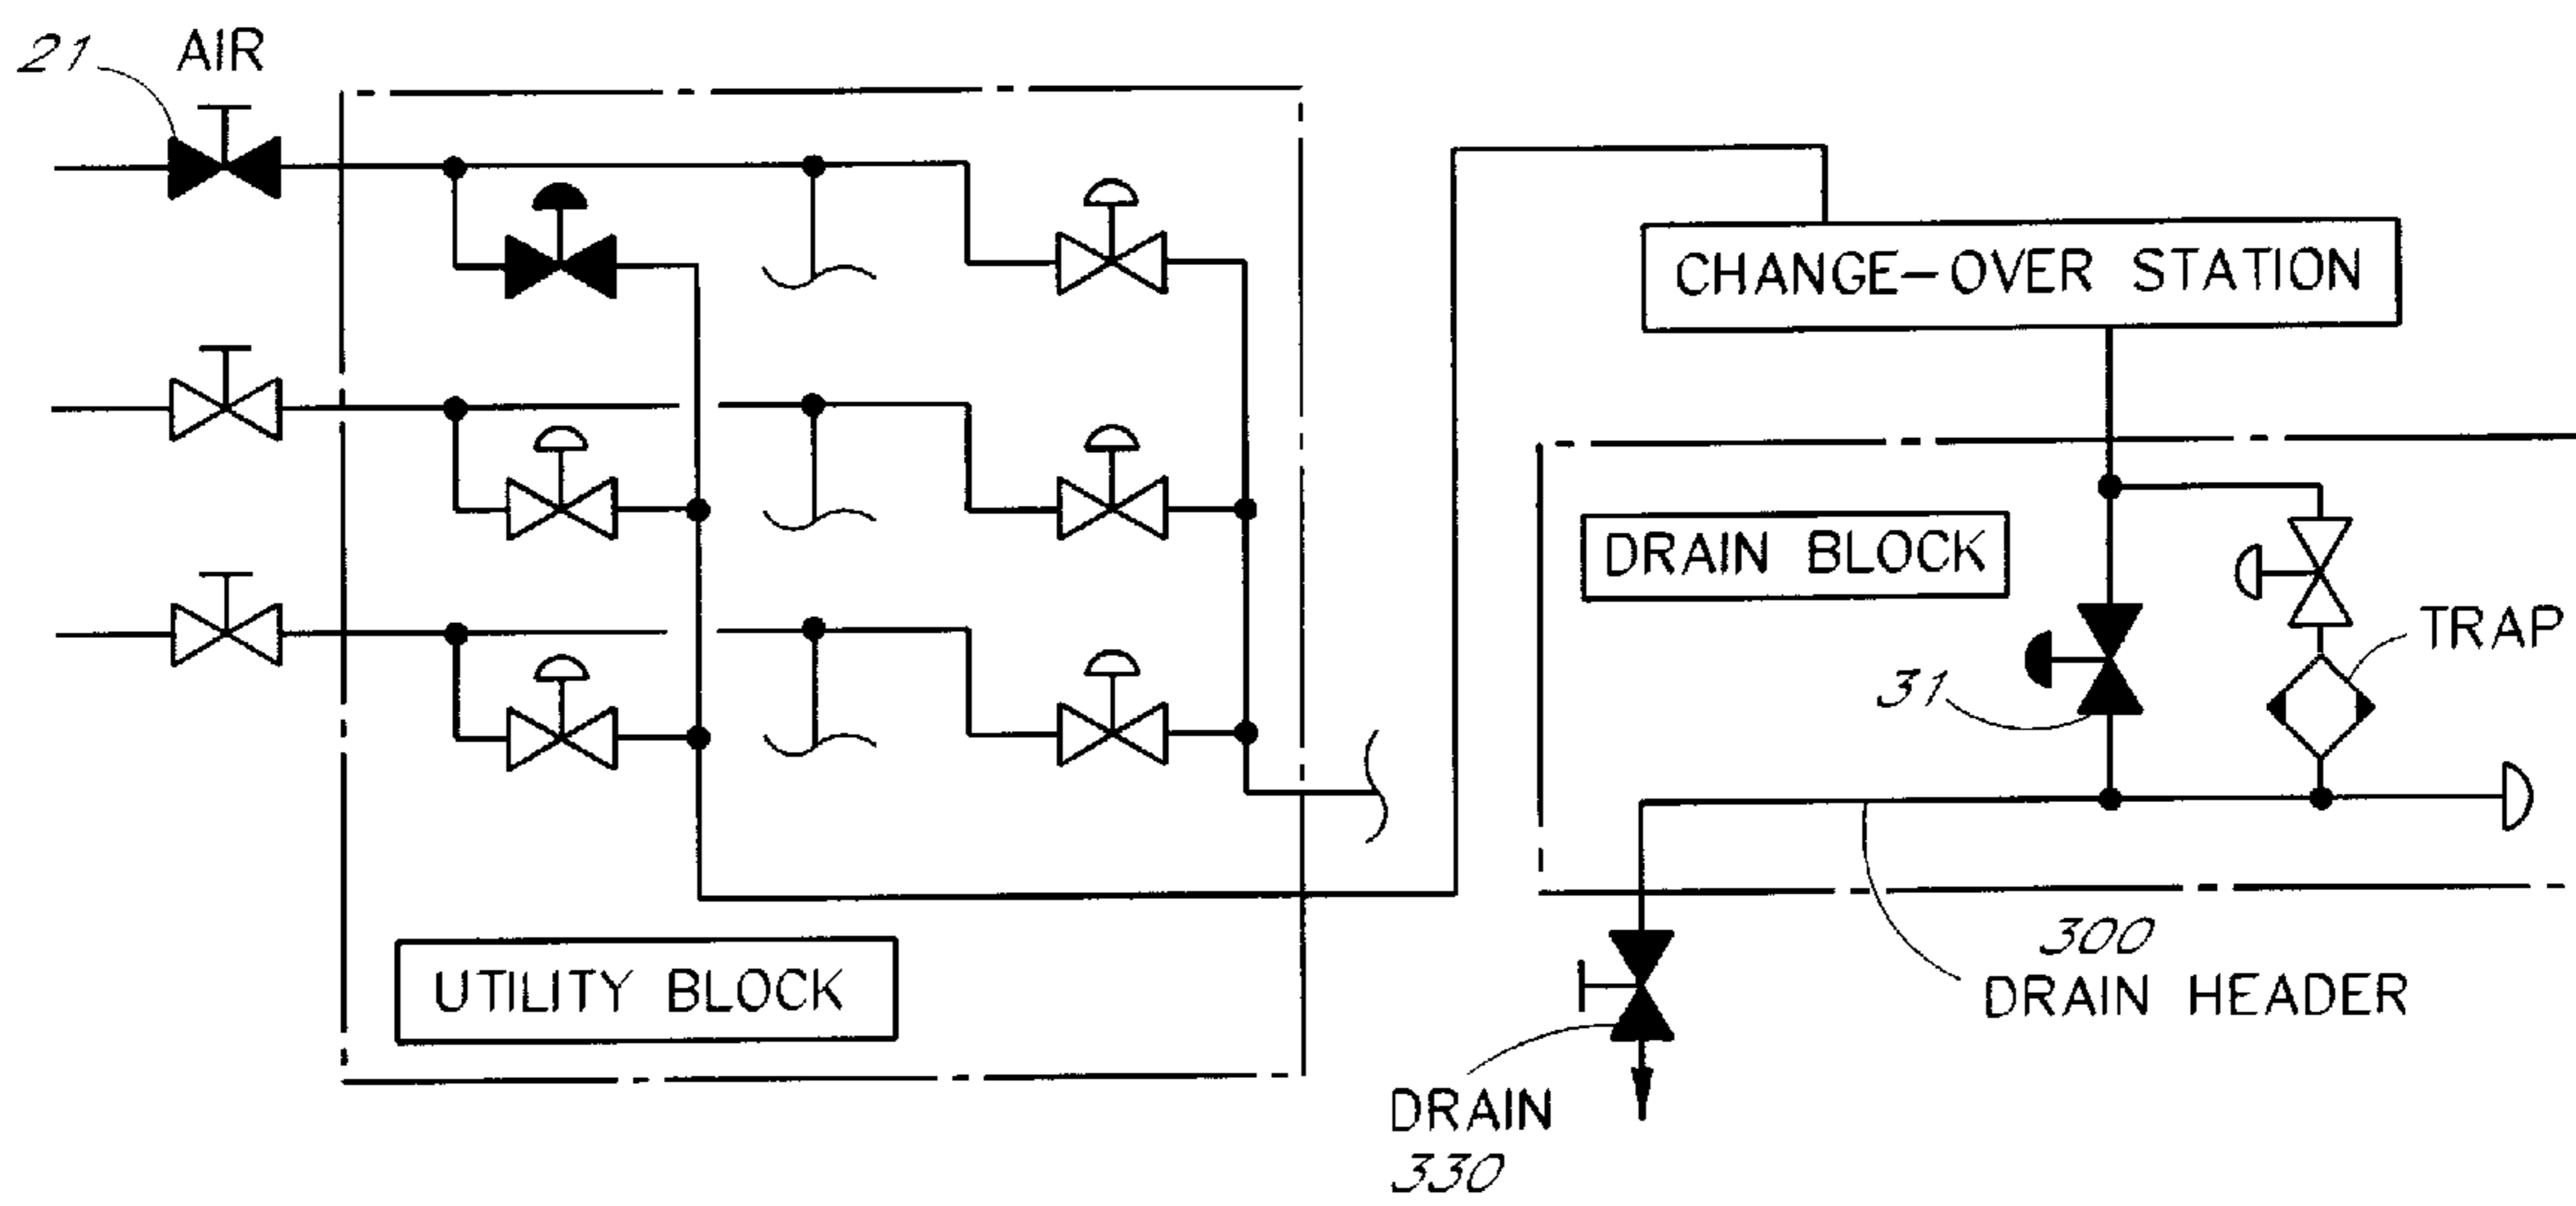 21
AIR
CHANGE-OVER STATION
DRAIN BLOCK
TRAP
31
300
DRAIN HEADER
UTILITY BLOCK
DRAIN
330